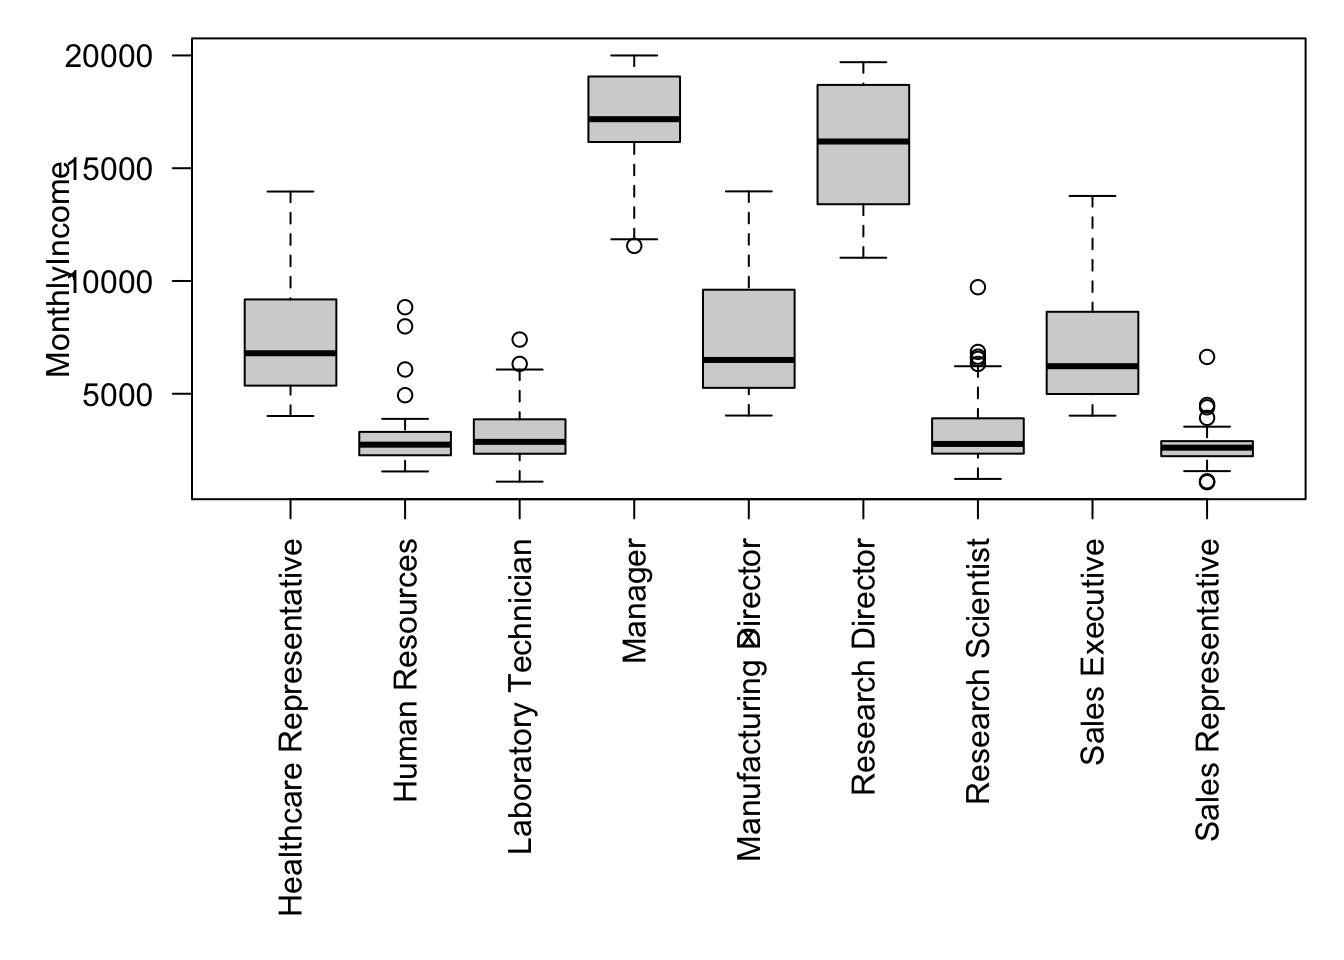 MonthlyIncome
20000
15000
10000
5000
Healthcare Representative
Human Resources
Laboratory Technician
Manager
Manufacturing Director
Research Director
Research Scientist
Sales Executive
Sales Representative
x